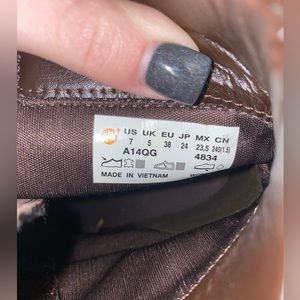 US UK EU JP MX CN
7 5 38 24 23,5 240(1.5)
A14QG 4834
MADE IN VIETNAM